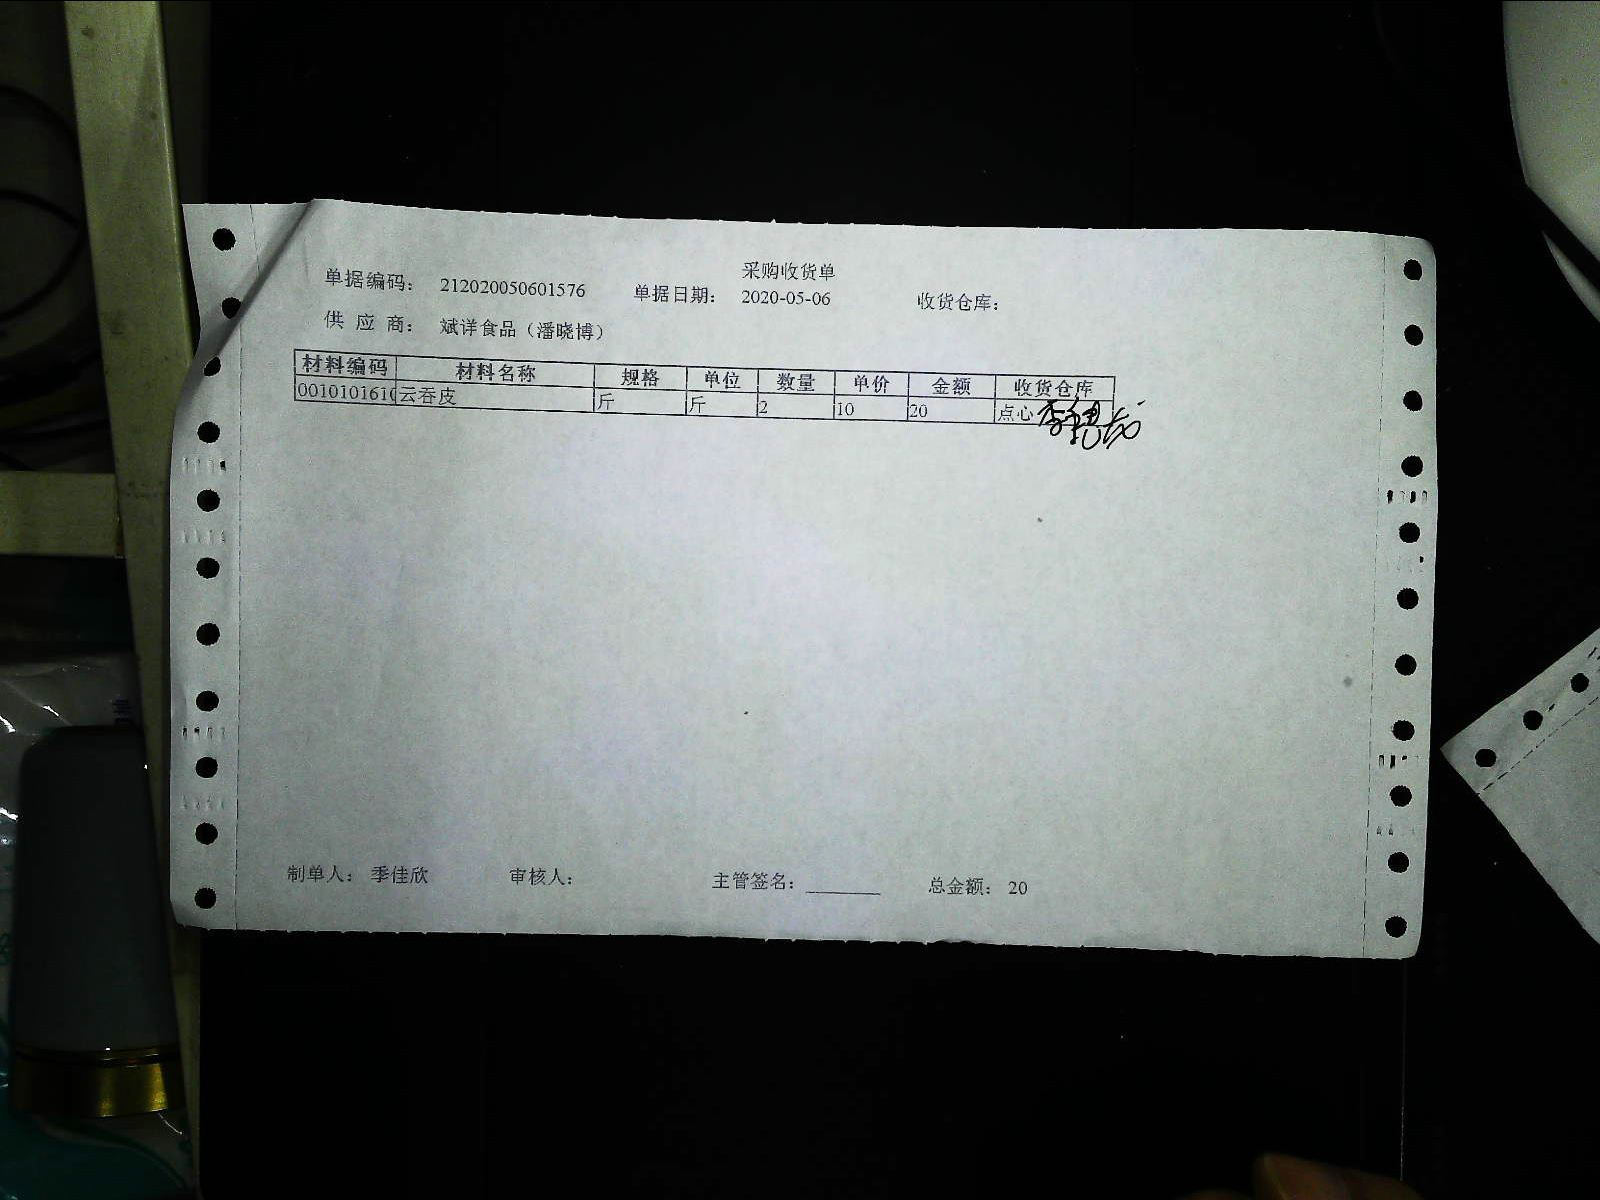 采购收货单
单据编码： 212020050601576 单据日期： 2020-05-06 收货仓库：
供 应 商： 斌洋食品（潘晓博）
材料编码 材料名称 规格 单位 数量 单价 金额 收货仓库
0010101610 云吞皮 斤 斤 2 10 20 点心
制单人： 季佳欣 审核人： 主管签名： 总金额： 20